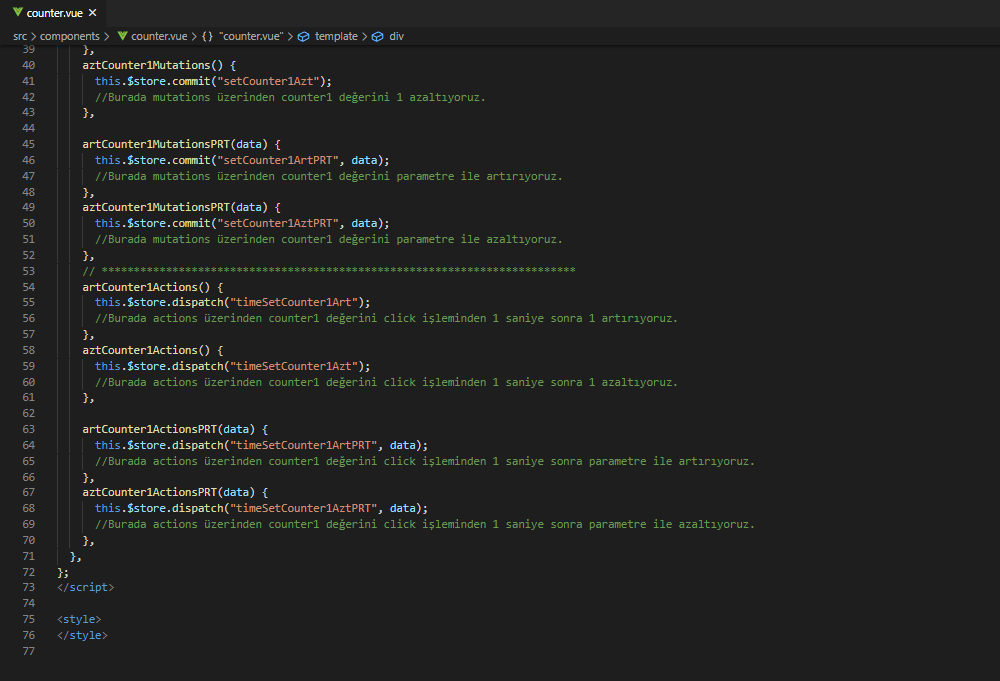 counter.vue ×
src > components > counter.vue > {} "counter.vue" > template > div
39 },
40 aztCounter1Mutations() {
41 this.$store.commit("setCounter1Azt");
42 //Burada mutations üzerinden counter1 değerini 1 azaltıyoruz.
43 },
44
45 artCounter1MutationsPRT(data) {
46 this.$store.commit("setCounter1ArtPRT", data);
47 //Burada mutations üzerinden counter1 değerini parametre ile artırıyoruz.
48 },
49 aztCounter1MutationsPRT(data) {
50 this.$store.commit("setCounter1AztPRT", data);
51 //Burada mutations üzerinden counter1 değerini parametre ile azaltıyoruz.
52 },
53 // **************************************************************************
54 artCounter1Actions() {
55 this.$store.dispatch("timeSetCounter1Art");
56 //Burada actions üzerinden counter1 değerini click işleminden 1 saniye sonra 1 artırıyoruz.
57 },
58 aztCounter1Actions() {
59 this.$store.dispatch("timeSetCounter1Azt");
60 //Burada actions üzerinden counter1 değerini click işleminden 1 saniye sonra 1 azaltıyoruz.
61 },
62
63 artCounter1ActionsPRT(data) {
64 this.$store.dispatch("timeSetCounter1ArtPRT", data);
65 //Burada actions üzerinden counter1 değerini click işleminden 1 saniye sonra parametre ile artırıyoruz.
66 },
67 aztCounter1ActionsPRT(data) {
68 this.$store.dispatch("timeSetCounter1AztPRT", data);
69 //Burada actions üzerinden counter1 değerini click işleminden 1 saniye sonra parametre ile azaltıyoruz.
70 },
71 },
72 };
73 </script>
74
75 <style>
76 </style>
77